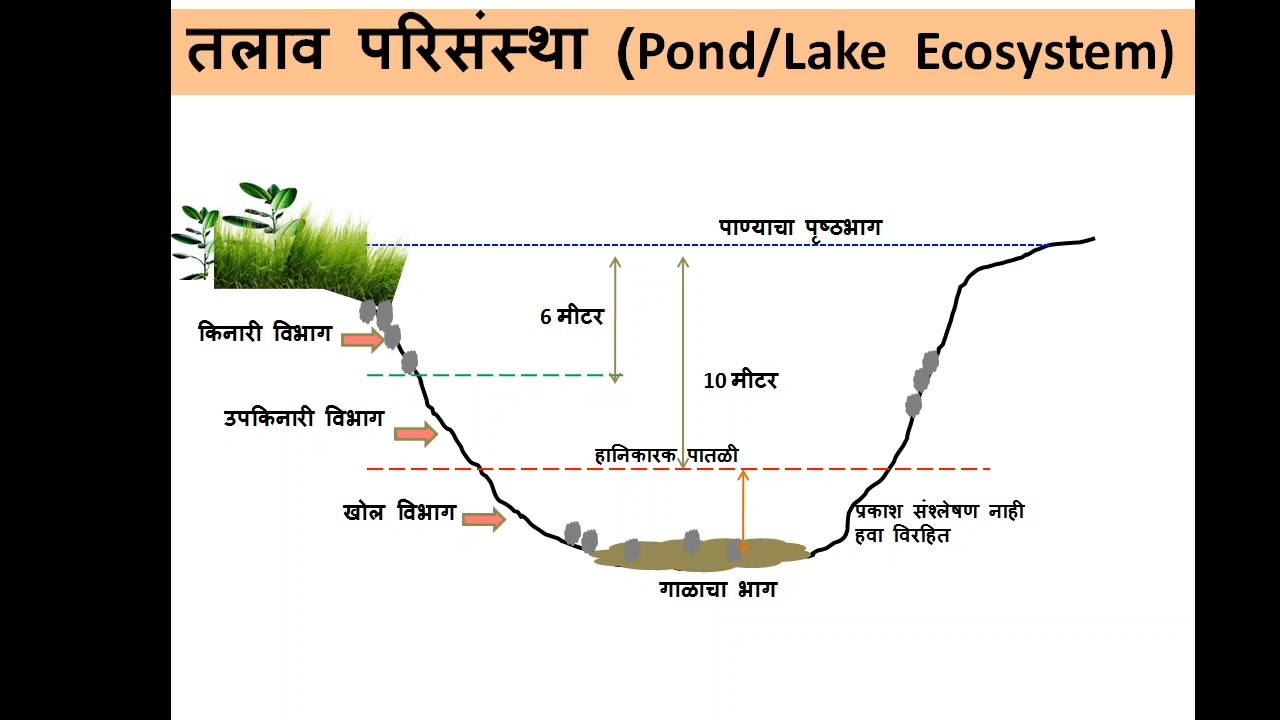 तलाव परिसंस्था (Pond/Lake Ecosystem)
पाण्याचा पृष्ठभाग
6 मीटर
किनारी विभाग
10 मीटर
उपकिनारी विभाग
हानिकारक पातळी
खोल विभाग
प्रकाश संश्लेषण नाही
हवा विरहित
गाळाचा भाग